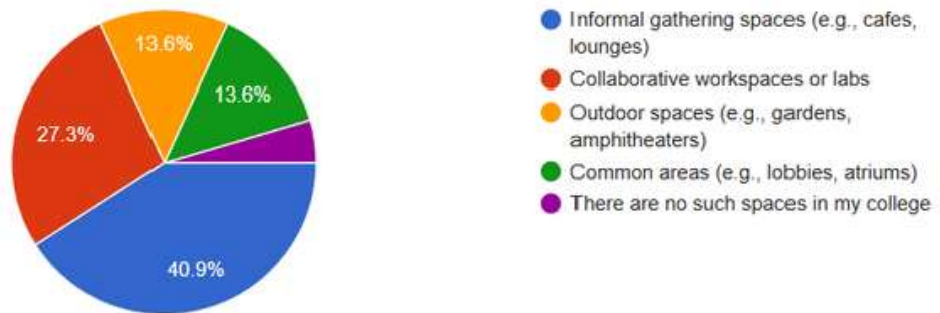 13.6%
13.6%
27.3%
40.9%
Informal gathering spaces (e.g., cafes,
lounges)
Collaborative workspaces or labs
Outdoor spaces (e.g., gardens,
amphitheaters)
Common areas (e.g., lobbies, atriums)
There are no such spaces in my college